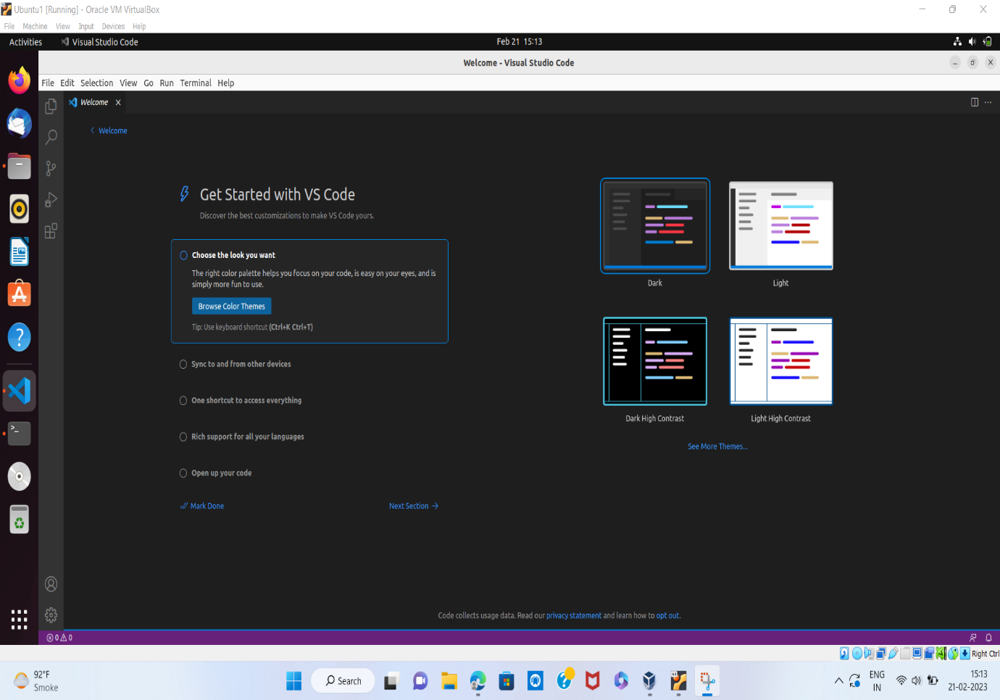 Ubuntu1 [Running] - Oracle VM VirtualBox
File Machine View Input Devices Help
Activities Visual Studio Code Feb 21 15:13
Welcome - Visual Studio Code
File Edit Selection View Go Run Terminal Help
Welcome
Welcome
Get Started with VS Code
Discover the best customizations to make VS Code yours.
Choose the look you want
The right color palette helps you focus on your code, is easy on your eyes, and is
simply more fun to use.
Browse Color Themes
Tip: Use keyboard shortcut (Ctrl+K Ctrl+T)
Sync to and from other devices
One shortcut to access everything
Rich support for all your languages
Open up your code
Mark Done Next Section
Dark Light
Dark High Contrast Light High Contrast
See More Themes...
Code collects usage data. Read our privacy statement and learn how to opt out.
0 0
Right Ctrl
92°F
Smoke
Search
ENG
IN
15:13
21-02-2023